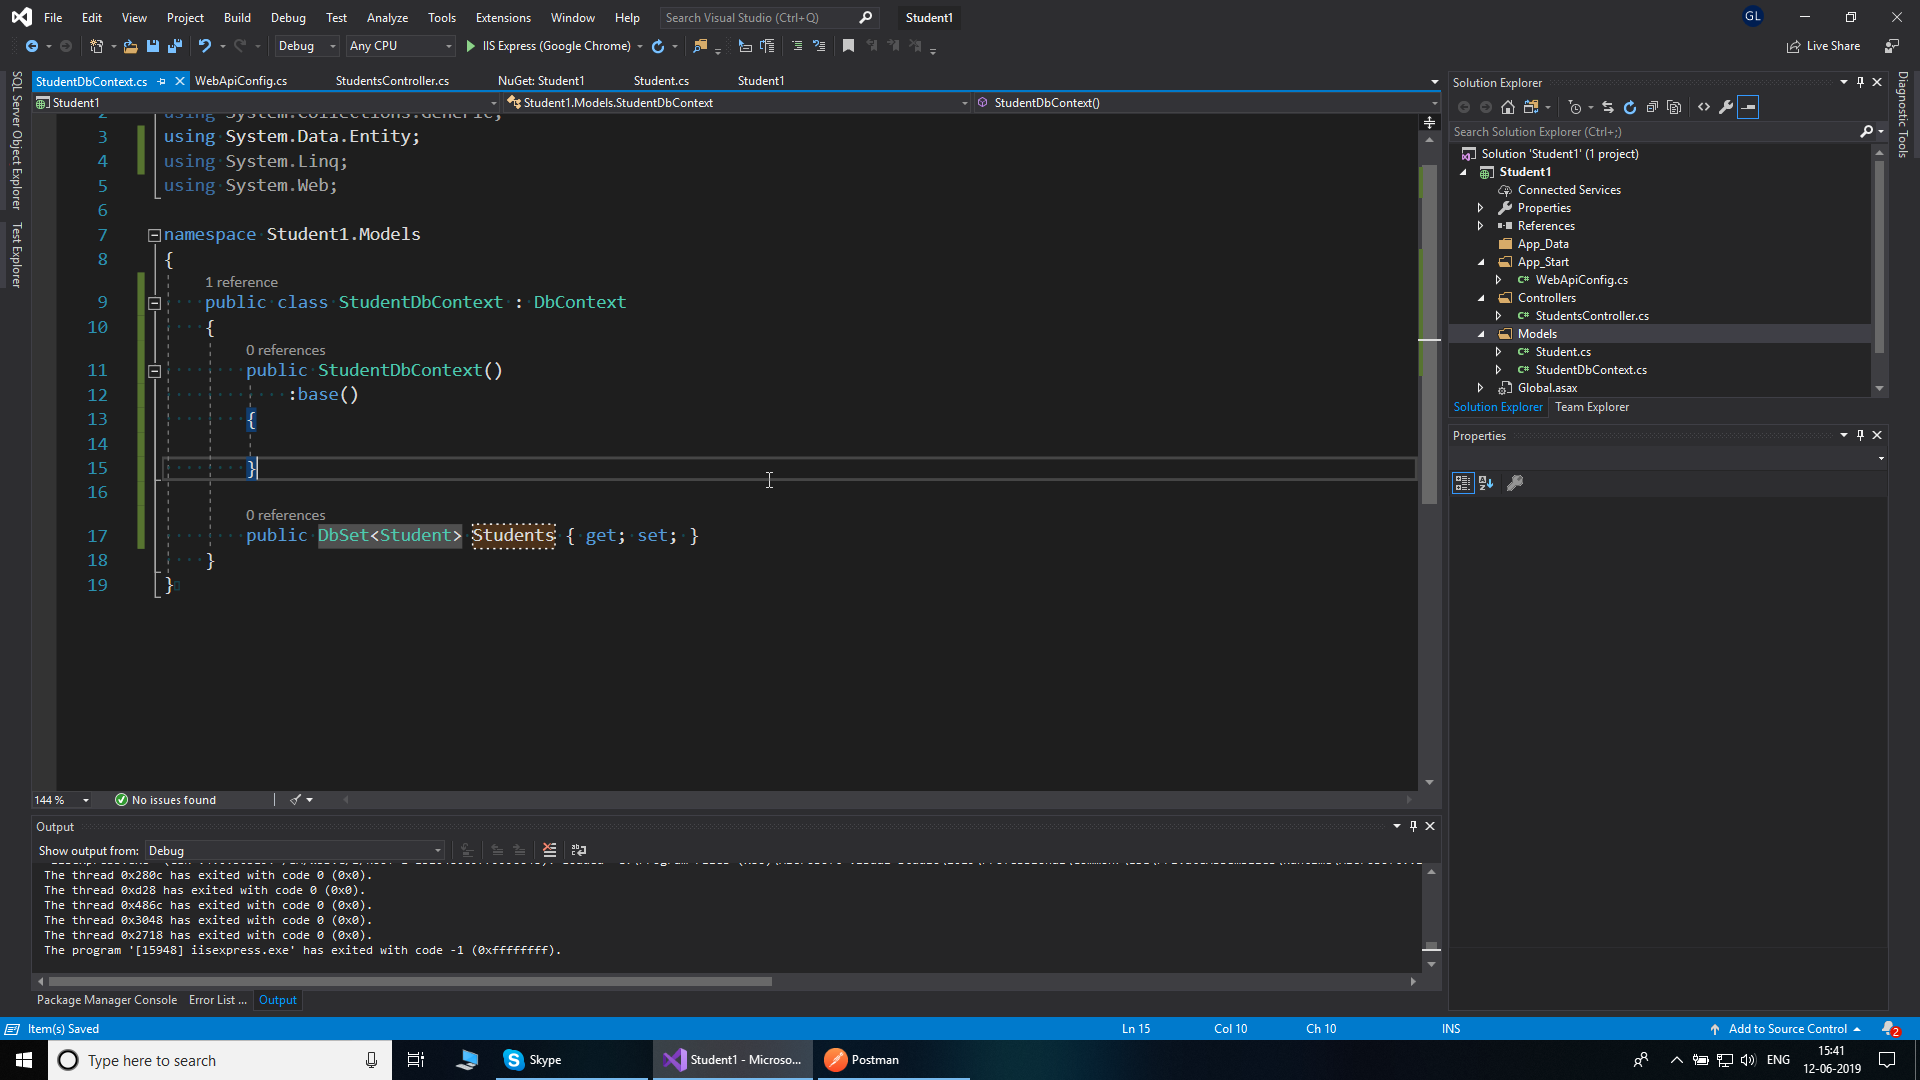 File Edit View Project Build Debug Test Analyze Tools Extensions Window Help Search Visual Studio (Ctrl+Q) Student1 GL
Debug Any CPU IIS Express (Google Chrome) Live Share
StudentDbContext.cs WebApiConfig.cs StudentsController.cs NuGet: Student1 Student.cs Student1
Student1 Student1.Models.StudentDbContext StudentDbContext()
SQL Server Object Explorer
Test Explorer
2 using System.Collections.Generic;
3 using System.Data.Entity;
4 using System.Linq;
5 using System.Web;
6
7 namespace Student1.Models
8 {
1 reference
9 public class StudentDbContext : DbContext
10 {
0 references
11 public StudentDbContext()
12 :base()
13 {
14
15 }
16
0 references
17 public DbSet<Student> Students { get; set; }
18 }
19 }
144 % No issues found
Output
Show output from: Debug
The thread 0x280c has exited with code 0 (0x0).
The thread 0xd28 has exited with code 0 (0x0).
The thread 0x486c has exited with code 0 (0x0).
The thread 0x3048 has exited with code 0 (0x0).
The thread 0x2718 has exited with code 0 (0x0).
The program '[15948] iisexpress.exe' has exited with code -1 (0xffffffff).
Package Manager Console Error List ... Output
Solution Explorer
Search Solution Explorer (Ctrl+;)
Solution 'Student1' (1 project)
Student1
Connected Services
Properties
References
App_Data
App_Start
C# WebApiConfig.cs
Controllers
C# StudentsController.cs
Models
C# Student.cs
C# StudentDbContext.cs
Global.asax
Solution Explorer Team Explorer
Properties
Diagnostic Tools
Item(s) Saved Ln 15 Col 10 Ch 10 INS Add to Source Control 2
Type here to search Skype Student1 - Microso... Postman ENG 15:41
12-06-2019